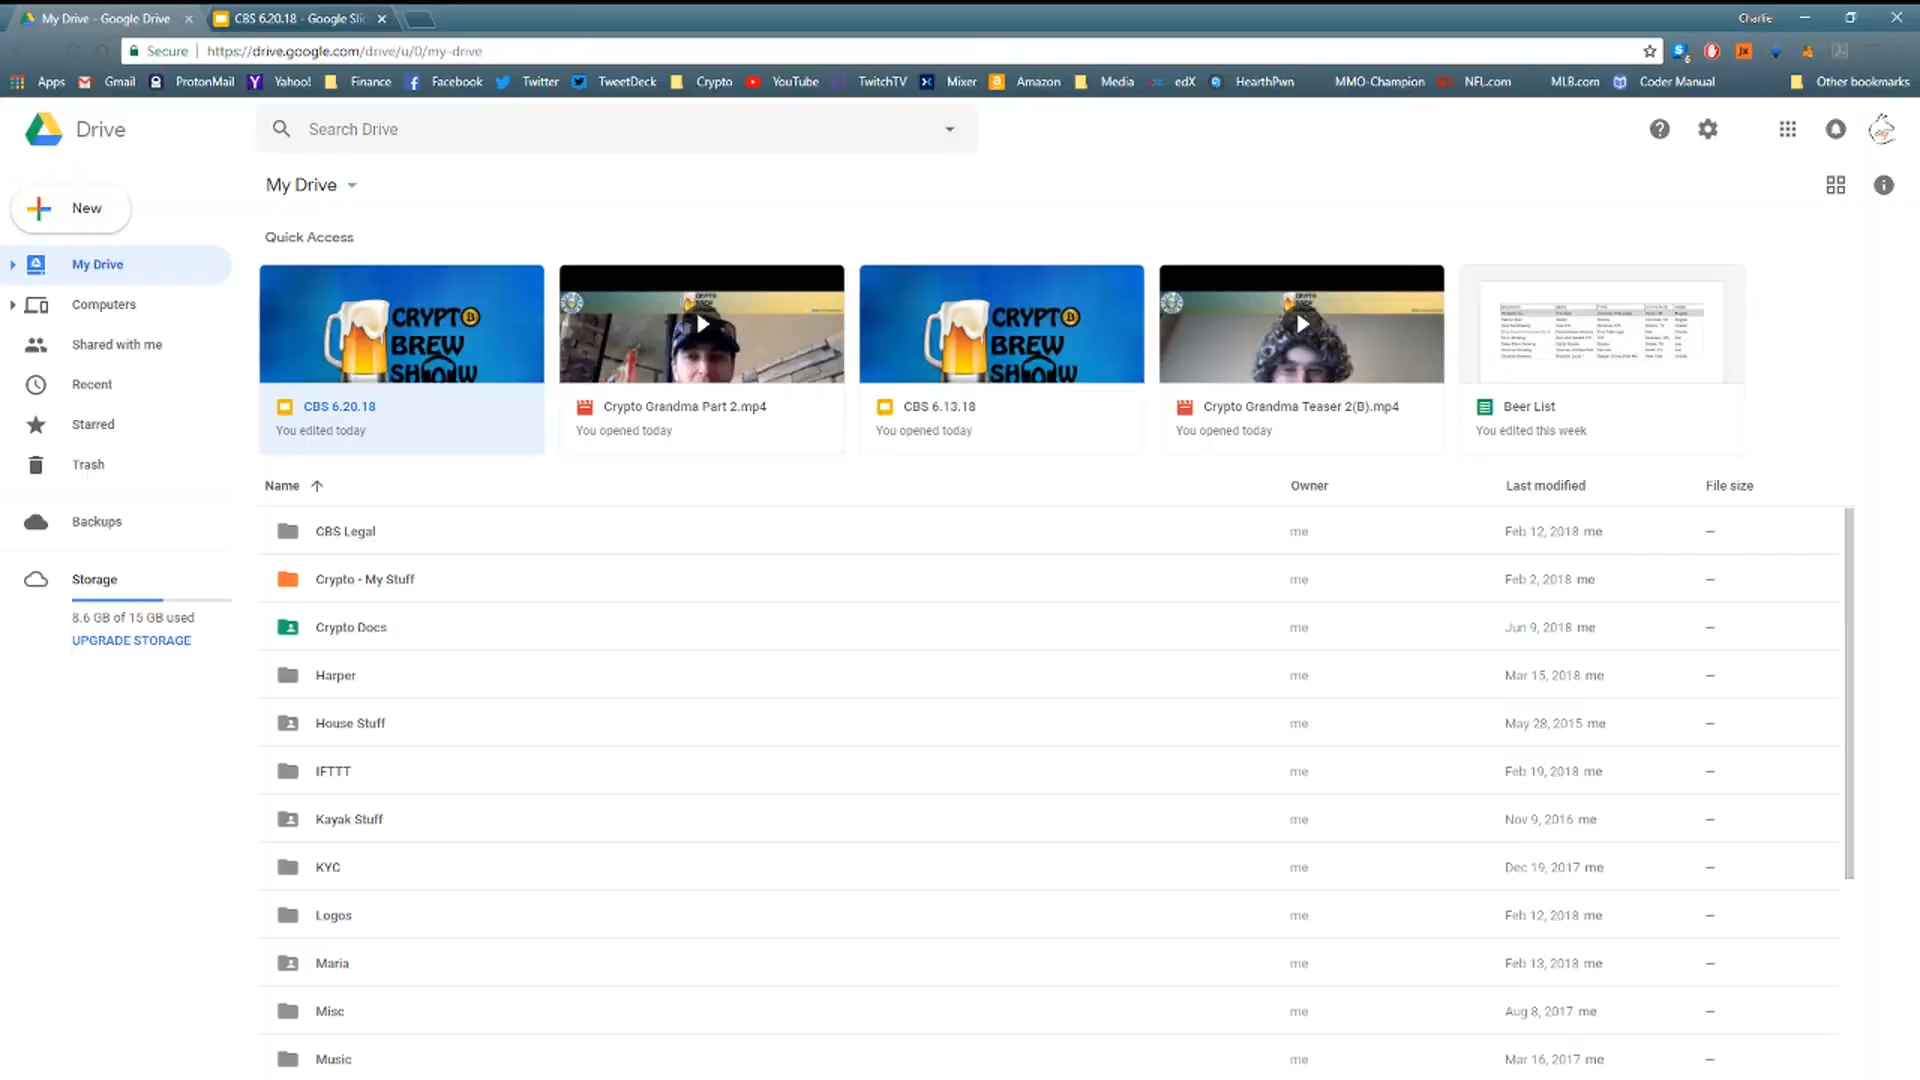 My Drive - Google Drive
CBS 6.20.18 - Google Sli
Charlie
Secure
https://drive.google.com/drive/u/0/my-drive
Apps Gmail ProtonMail Yahoo! Finance Facebook Twitter TweetDeck Crypto YouTube TwitchTV Mixer Amazon Media edX HearthPwn MMO-Champion NFL.com MLB.com Coder Manual Other bookmarks
Drive
Search Drive
My Drive
New
Quick Access
My Drive
Computers
Shared with me
Recent
Starred
Trash
Backups
Storage
8.6 GB of 15 GB used
UPGRADE STORAGE
CRYPTO
BREW
SHOW
CBS 6.20.18
You edited today
Crypto Grandma Part 2.mp4
You opened today
CRYPTO
BREW
SHOW
CBS 6.13.18
You opened today
Crypto Grandma Teaser 2(B).mp4
You opened today
Beer List
You edited this week
Name Owner Last modified File size
CBS Legal me Feb 12, 2018 me –
Crypto - My Stuff me Feb 2, 2018 me –
Crypto Docs me Jun 9, 2018 me –
Harper me Mar 15, 2018 me –
House Stuff me May 28, 2015 me –
IFTTT me Feb 19, 2018 me –
Kayak Stuff me Nov 9, 2016 me –
KYC me Dec 19, 2017 me –
Logos me Feb 12, 2018 me –
Maria me Feb 13, 2018 me –
Misc me Aug 8, 2017 me –
Music me Mar 16, 2017 me –